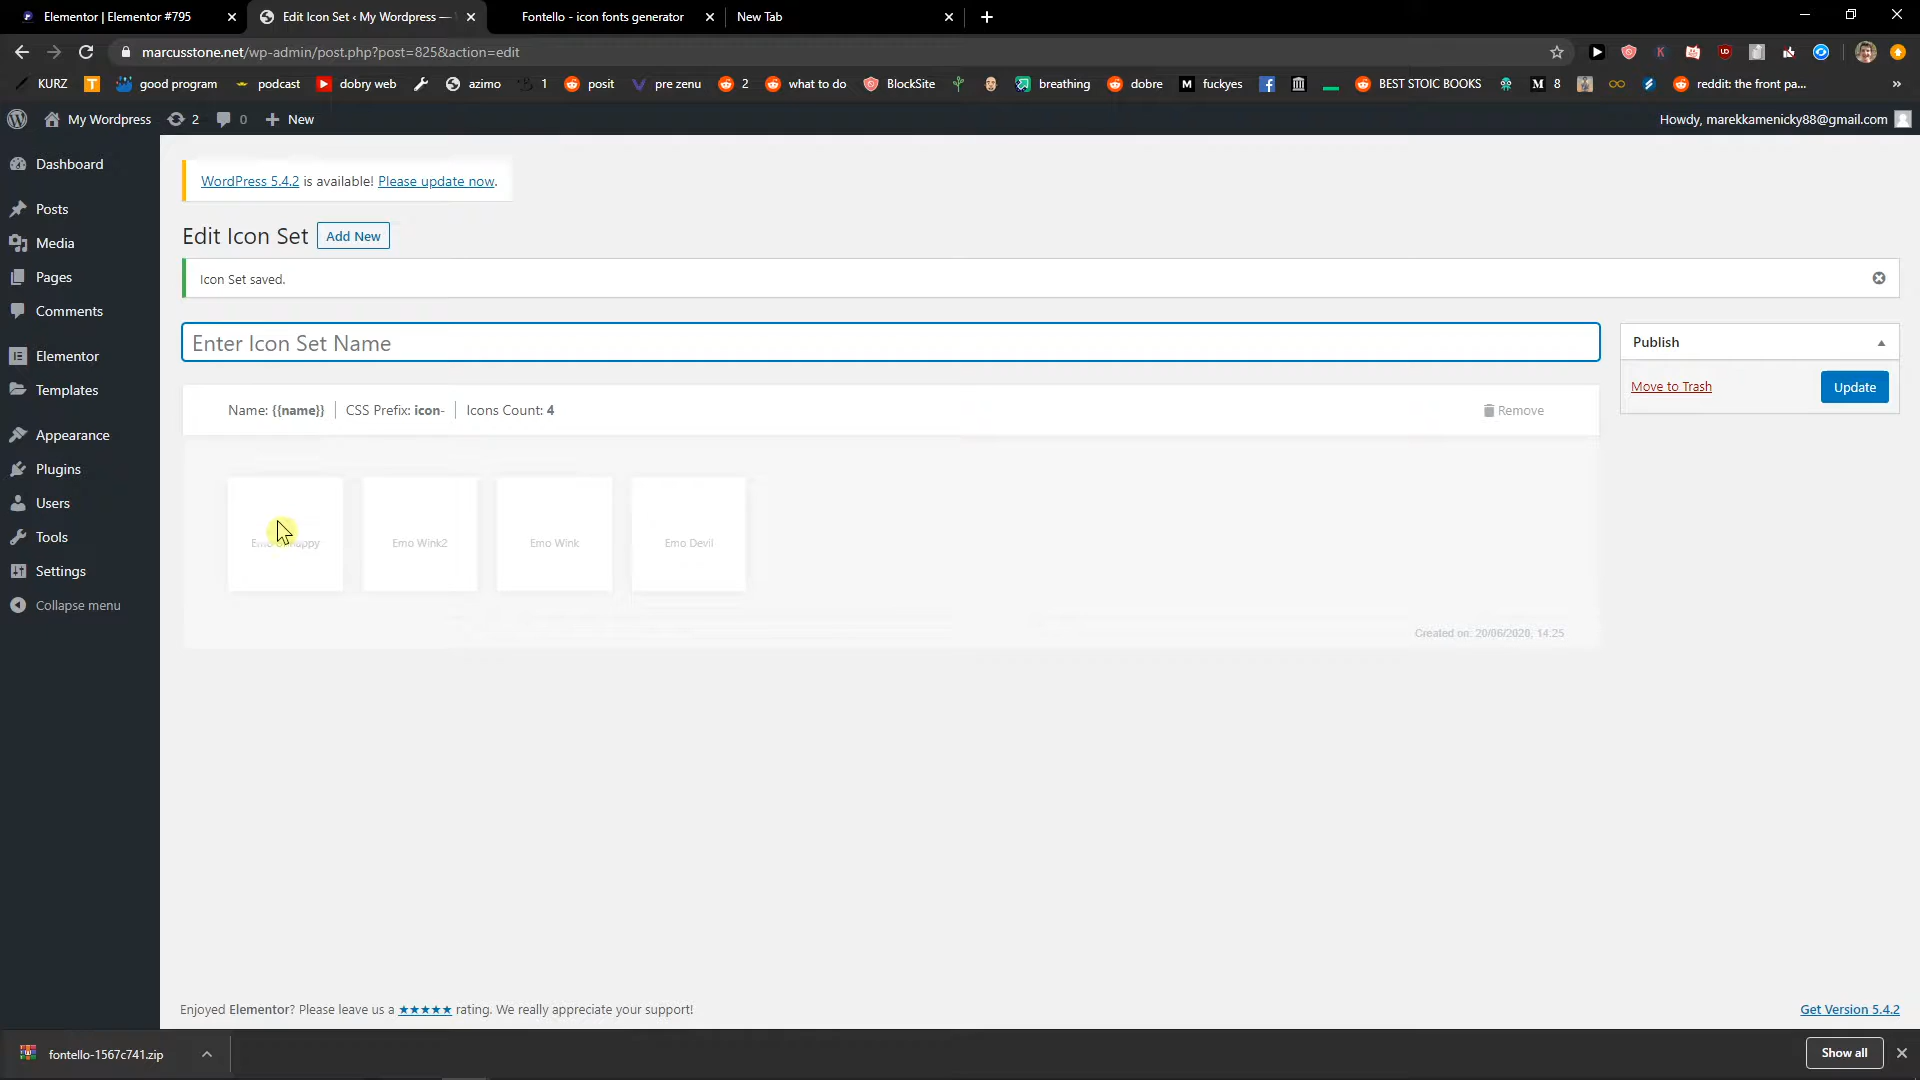 Elementor | Elementor #795
Edit Icon Set ‹ My Wordpress —
Fontello - icon fonts generator
New Tab
marcusstone.net/wp-admin/post.php?post=825&action=edit
KURZ
good program
podcast
dobry web
azimo
1
posit
pre zenu
2
what to do
BlockSite
breathing
dobre
fuckyes
BEST STOIC BOOKS
8
reddit: the front pa...
»
My Wordpress
2
0
New
Howdy, marekkamenicky88@gmail.com
Dashboard
Posts
Media
Pages
Comments
Elementor
Templates
Appearance
Plugins
Users
Tools
Settings
Collapse menu
WordPress 5.4.2 is available! Please update now.
Edit Icon Set
Add New
Icon Set saved.
Enter Icon Set Name
Publish
Move to Trash
Update
Name: {{name}}
CSS Prefix: icon-
Icons Count: 4
Remove
Emo Wink2
Emo Wink
Emo Devil
Created on: 20/06/2020, 14:25
Enjoyed Elementor? Please leave us a ★★★★★ rating. We really appreciate your support!
Get Version 5.4.2
fontello-1567c741.zip
Show all